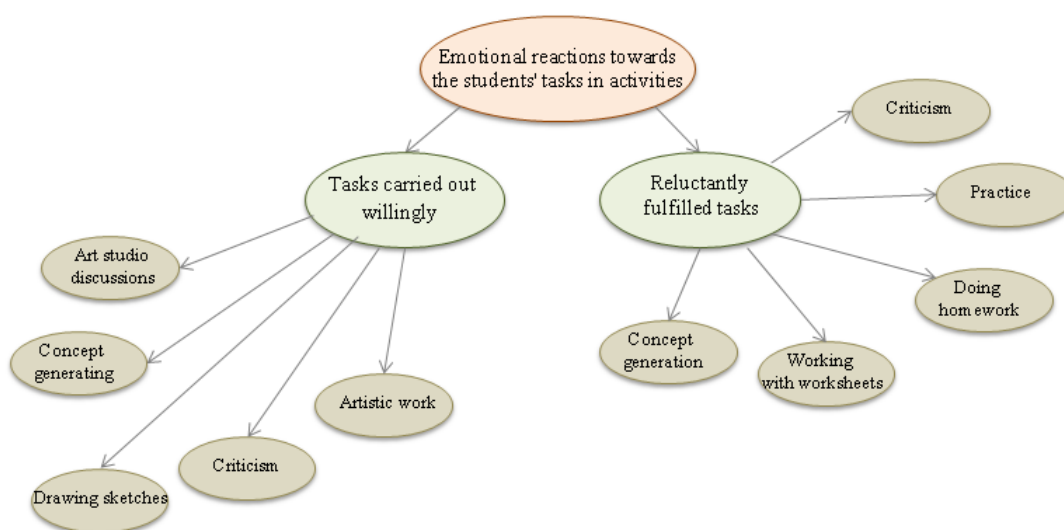 Emotional reactions towards
the students' tasks in activities
Tasks carried out
willingly
Art studio
discussions
Concept
generating
Drawing sketches
Criticism
Artistic work
Reluctantly
fulfilled tasks
Criticism
Practice
Doing
homework
Working
with worksheets
Concept
generation